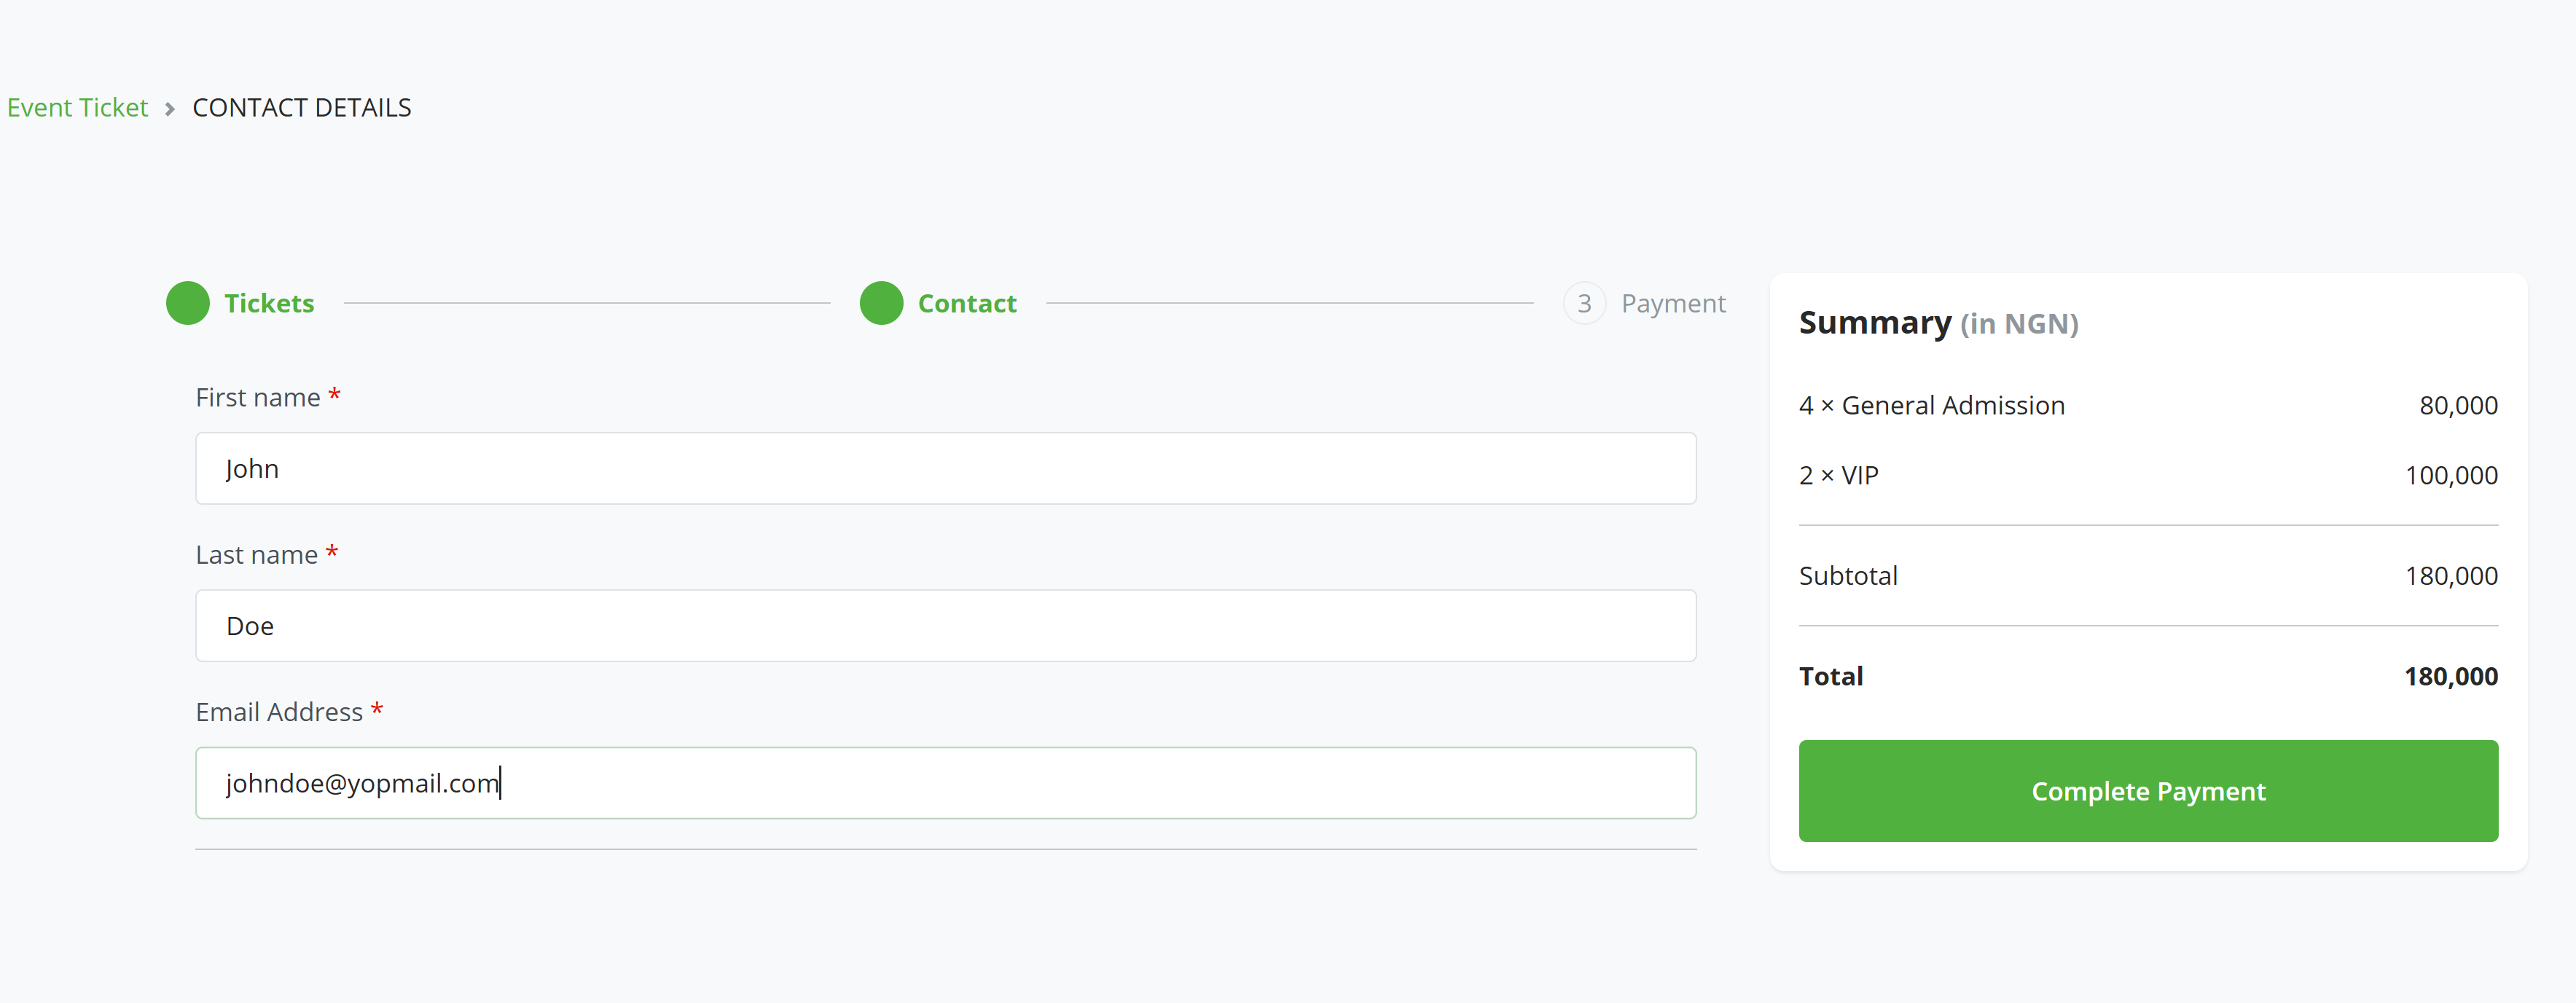 Event Ticket > CONTACT DETAILS
Tickets
Contact
3 Payment
First name *
John
Last name *
Doe
Email Address *
johndoe@yopmail.com
Summary (in NGN)
4 × General Admission 80,000
2 × VIP 100,000
Subtotal 180,000
Total 180,000
Complete Payment